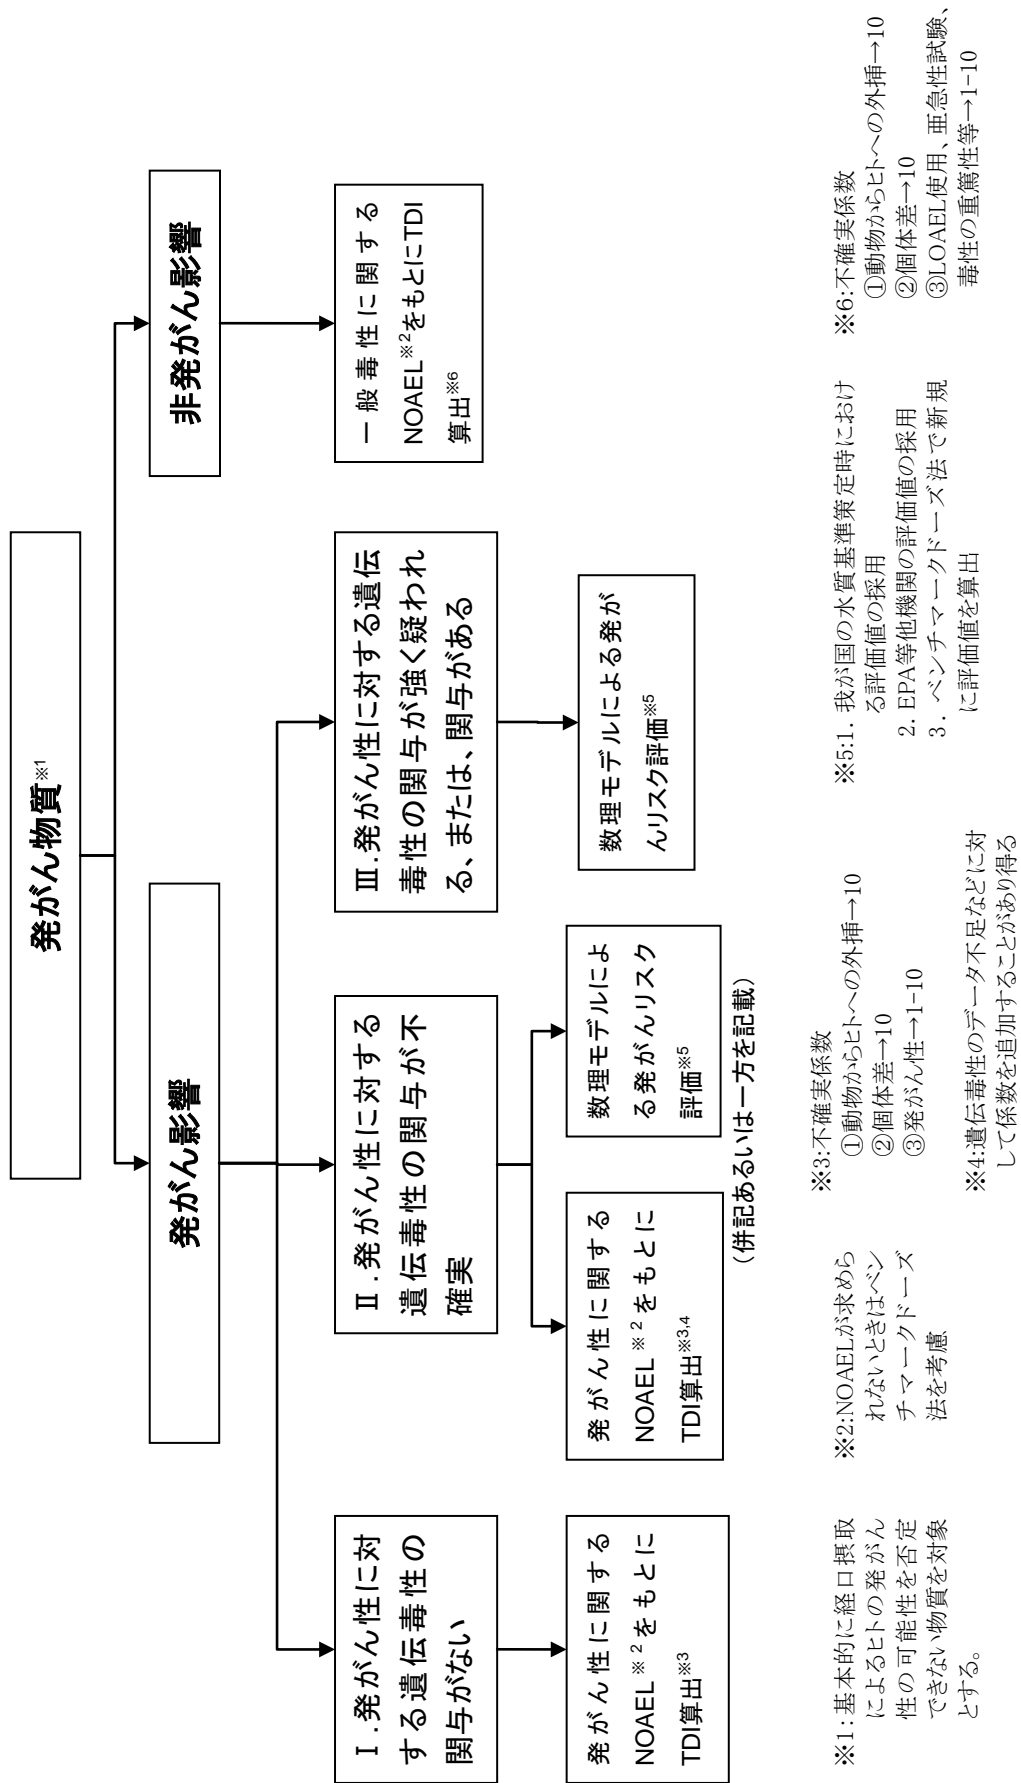 発がん物質※1
発がん影響
非発がん影響
Ⅰ.発がん性に対
する遺伝毒性の
関与がない
Ⅱ.発がん性に対する
遺伝毒性の関与が不
確実
Ⅲ.発がん性に対する遺伝
毒性の関与が強く疑われ
る、または、関与がある
一般毒性に関する
NOAEL※2をもとにTDI
算出※6
発がん性に関する
NOAEL※2をもとに
TDI算出※3
発がん性に関する
NOAEL※2をもとに
TDI算出※3,4
数理モデルによ
る発がんリスク
評価※5
(併記あるいは一方を記載)
数理モデルによる発が
んリスク評価※5
※1:基本的に経口摂取
によるヒトの発がん
性の可能性を否定
できない物質を対象
とする。
※2:NOAELが求めら
れないときはベン
チマークドーズ
法を考慮
※3:不確実係数
①動物からヒトへの外挿→10
②個体差→10
③発がん性→1-10
※4:遺伝毒性のデータ不足などに対
して係数を追加することがあり得る
※5:1. 我が国の水質基準策定時におけ
る評価値の採用
2. EPA等他機関の評価値の採用
3. ベンチマークドーズ法で新規
に評価値を算出
※6:不確実係数
①動物からヒトへの外挿→10
②個体差→10
③LOAEL使用、亜急性試験、
毒性の重篤性等→1-10